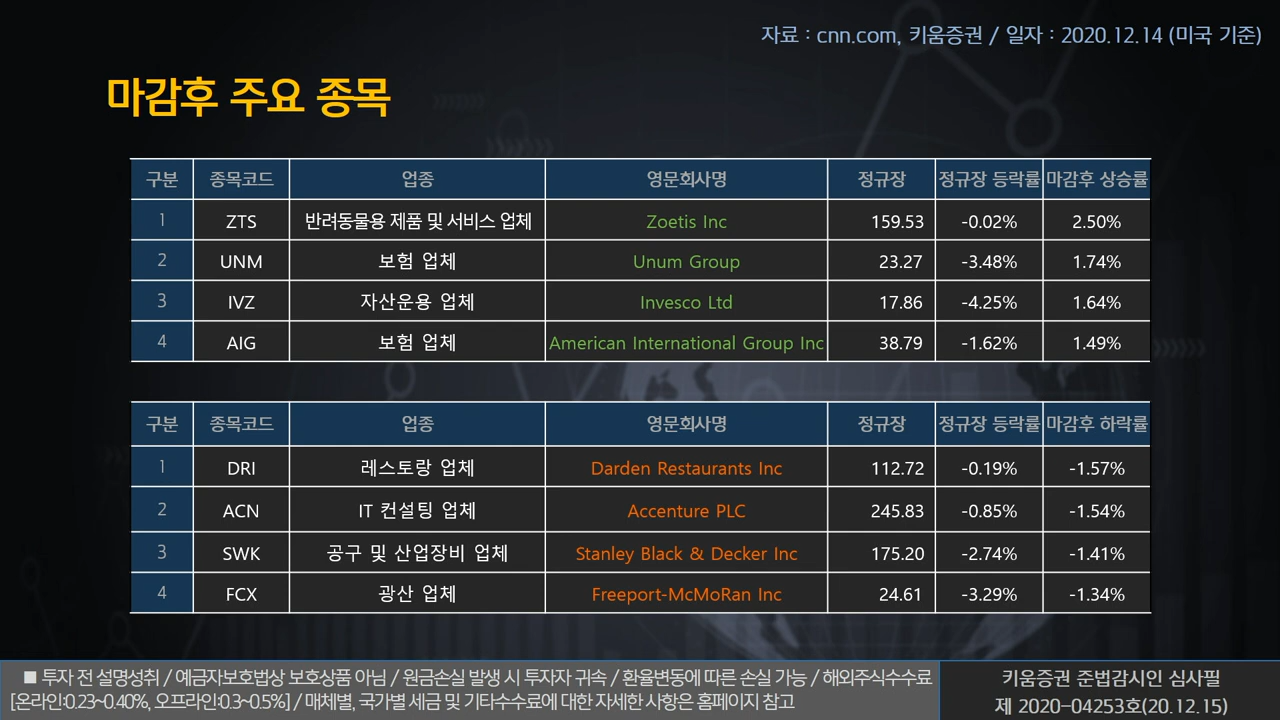 자료 : cnn.com, 키움증권 / 일자 : 2020.12.14 (미국 기준)
마감후 주요 종목
구분 종목코드 업종 영문회사명 정규장 정규장 등락률 마감후 상승률
1 ZTS 반려동물용 제품 및 서비스 업체 Zoetis Inc 159.53 -0.02% 2.50%
2 UNM 보험 업체 Unum Group 23.27 -3.48% 1.74%
3 IVZ 자산운용 업체 Invesco Ltd 17.86 -4.25% 1.64%
4 AIG 보험 업체 American International Group Inc 38.79 -1.62% 1.49%
구분 종목코드 업종 영문회사명 정규장 정규장 등락률 마감후 하락률
1 DRI 레스토랑 업체 Darden Restaurants Inc 112.72 -0.19% -1.57%
2 ACN IT 컨설팅 업체 Accenture PLC 245.83 -0.85% -1.54%
3 SWK 공구 및 산업장비 업체 Stanley Black & Decker Inc 175.20 -2.74% -1.41%
4 FCX 광산 업체 Freeport-McMoRan Inc 24.61 -3.29% -1.34%
■ 투자 전 설명성취 / 예금자보호법상 보호상품 아님 / 원금손실 발생 시 투자자 귀속 / 환율변동에 따른 손실 가능 / 해외주식수수료
[온라인:0.23~0.40%, 오프라인:0.3~0.5%] / 매체별, 국가별 세금 및 기타수수료에 대한 자세한 사항은 홈페이지 참고
키움증권 준법감시인 심사필
제 2020-04253호(20.12.15)